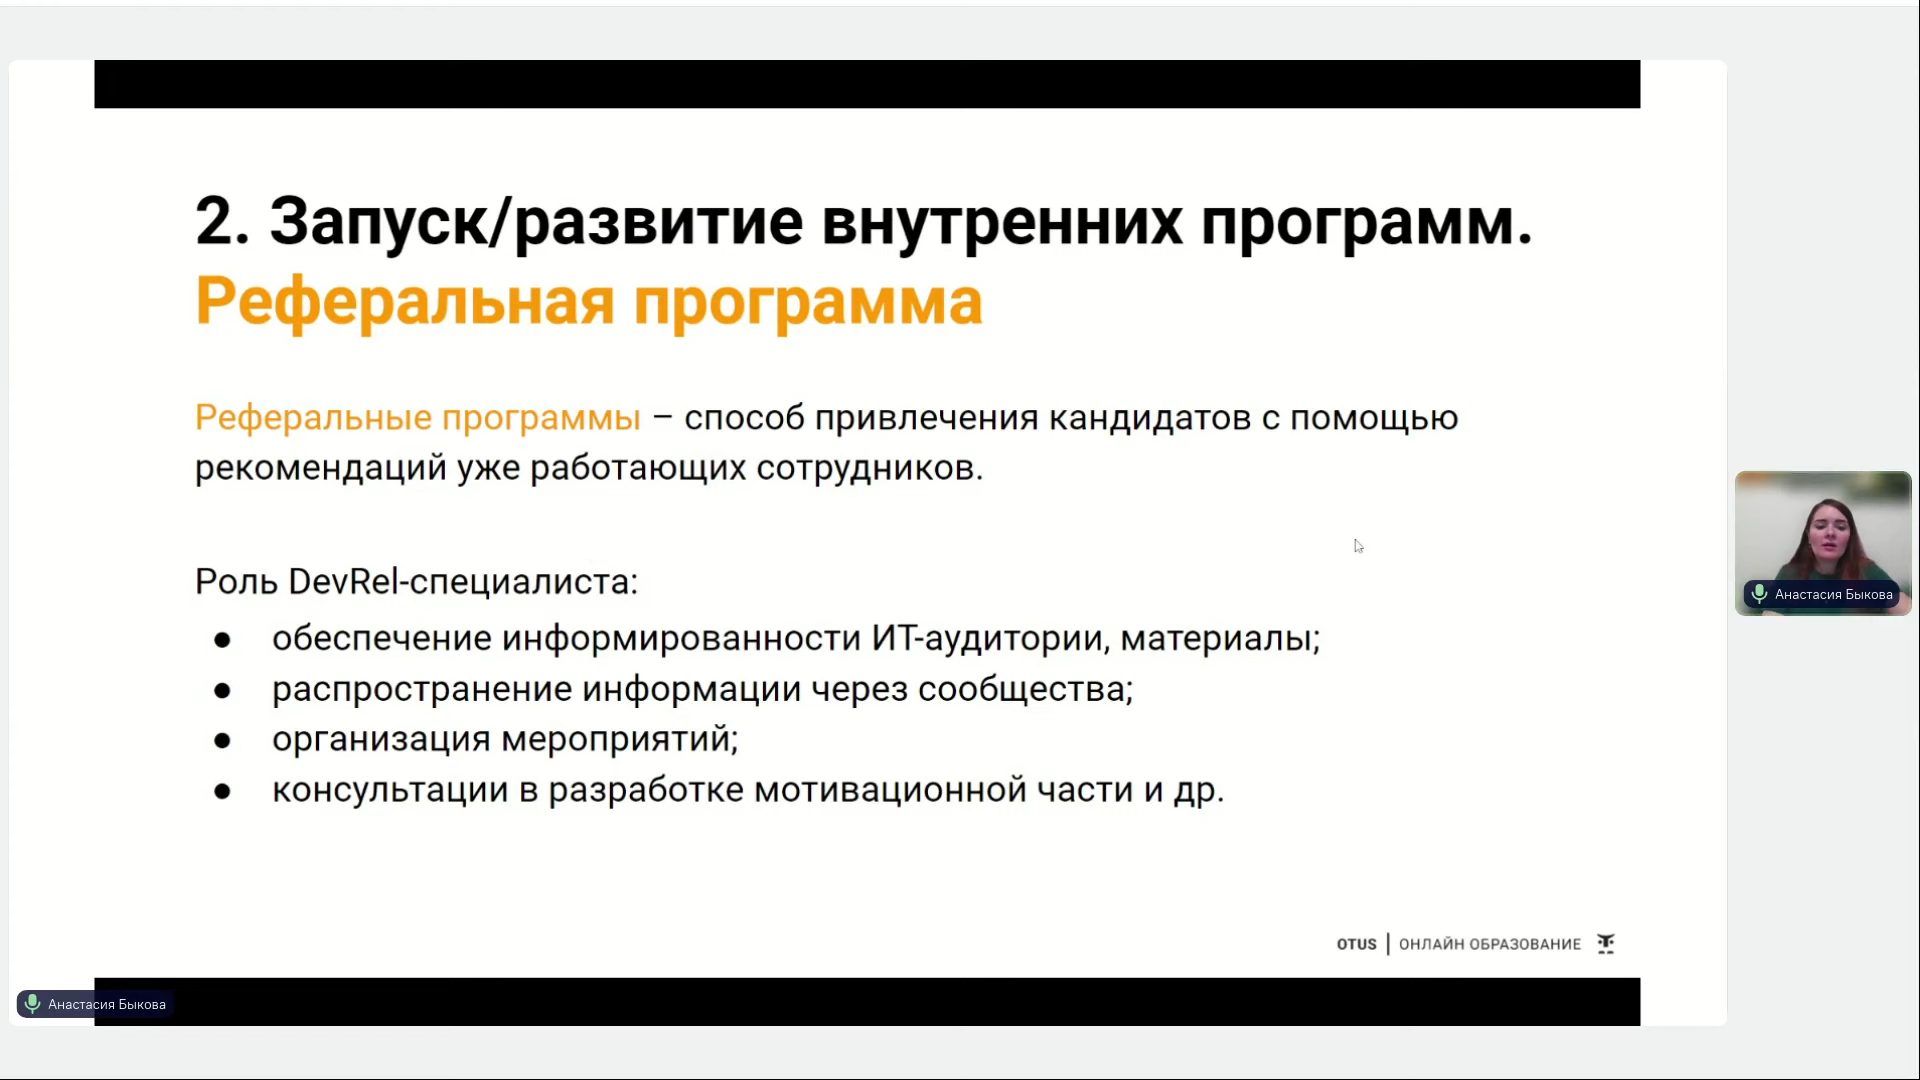 2. Запуск/развитие внутренних программ.
Реферальная программа
Реферальные программы – способ привлечения кандидатов с помощью
рекомендаций уже работающих сотрудников.
Роль DevRel-специалиста:
● обеспечение информированности ИТ-аудитории, материалы;
● распространение информации через сообщества;
● организация мероприятий;
● консультации в разработке мотивационной части и др.
OTUS | ОНЛАЙН ОБРАЗОВАНИЕ
Анастасия Быкова
Анастасия Быкова